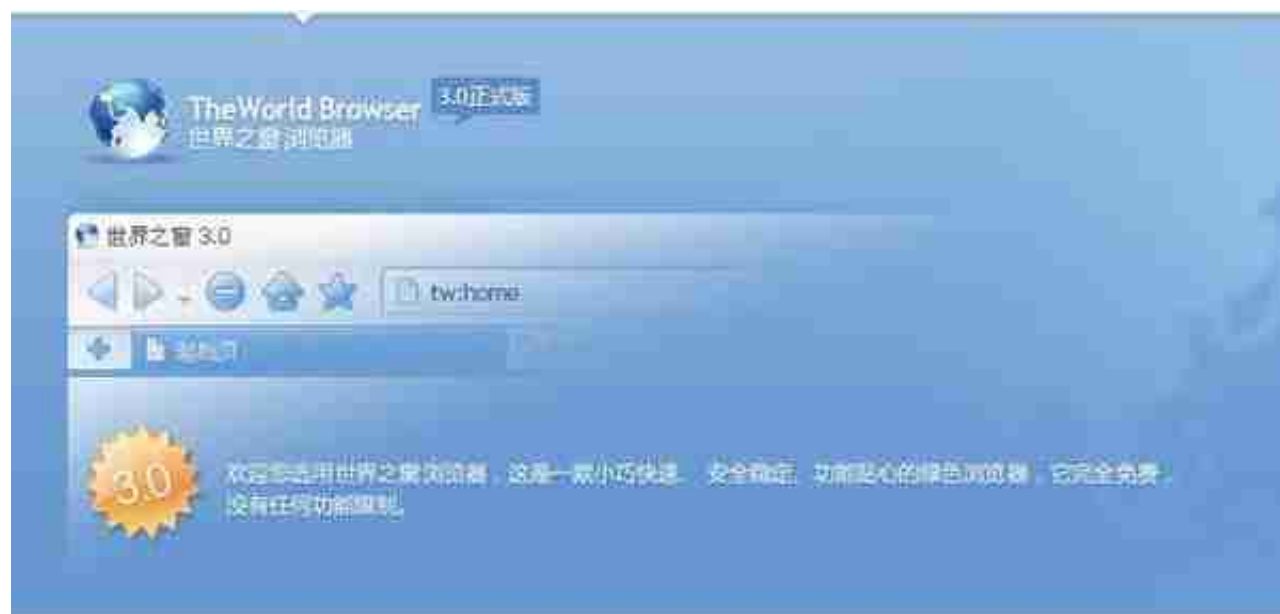 TheWorld Browser
3.0正式版
世界之窗浏览器
世界之窗 3.0
tw:home
3.0
欢迎您选用世界之窗浏览器，这是一款小巧快速、安全稳定、功能贴心的绿色浏览器，它完全免费，
没有任何功能限制。